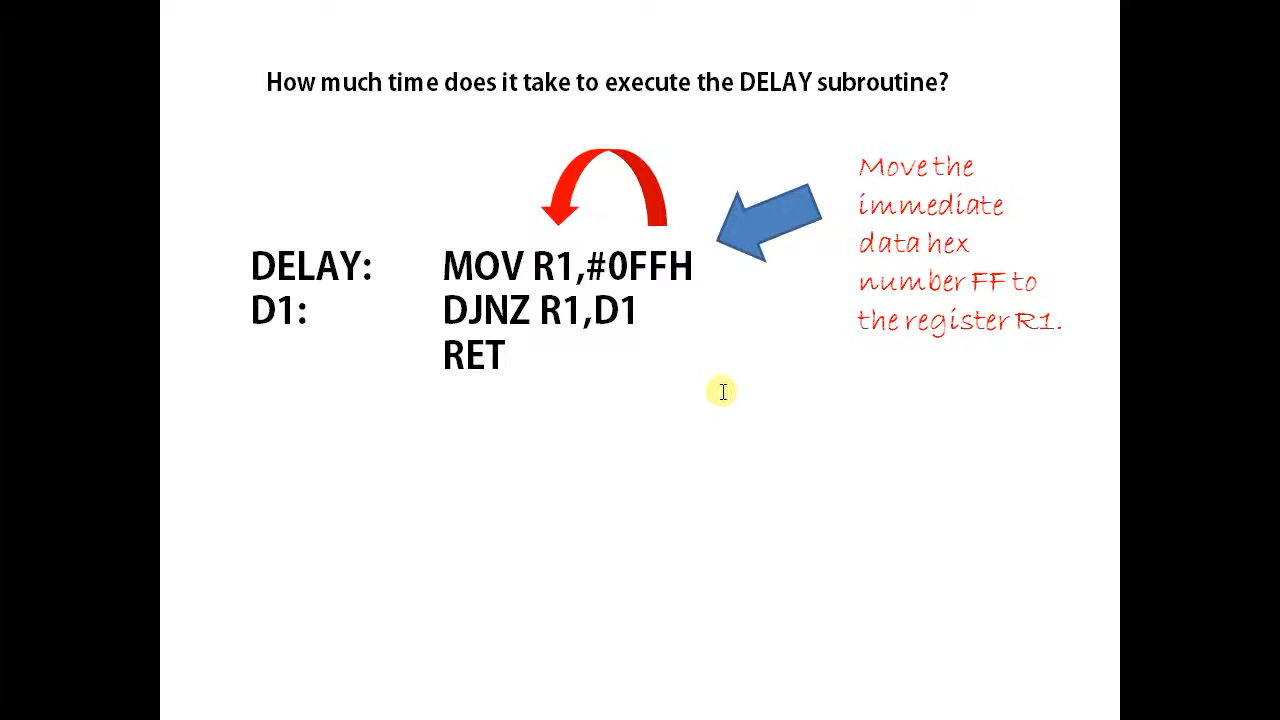 How much time does it take to execute the DELAY subroutine?
Move the
immediate
data hex
number FF to
the register R1.
DELAY: MOV R1,#0FFH
D1: DJNZ R1,D1
RET